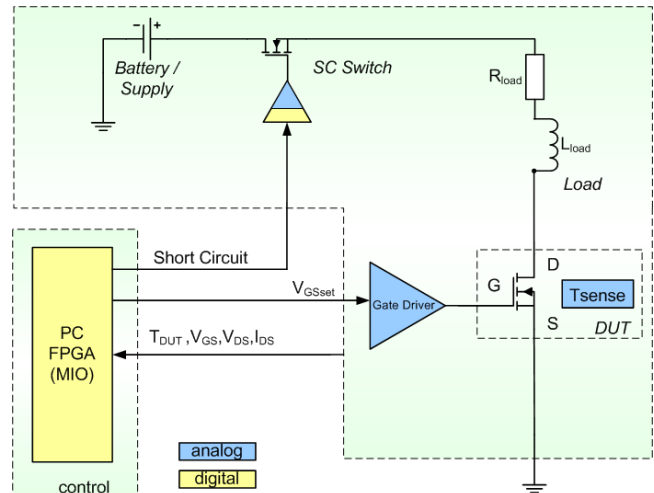 - +
Battery /
Supply
SC Switch
Rload
Lload
Load
Short Circuit
VGSset
Gate Driver
G
D
S
Tsense
DUT
PC
FPGA
(MIO)
TDUT ,VGS,VDS,IDS
analog
digital
control